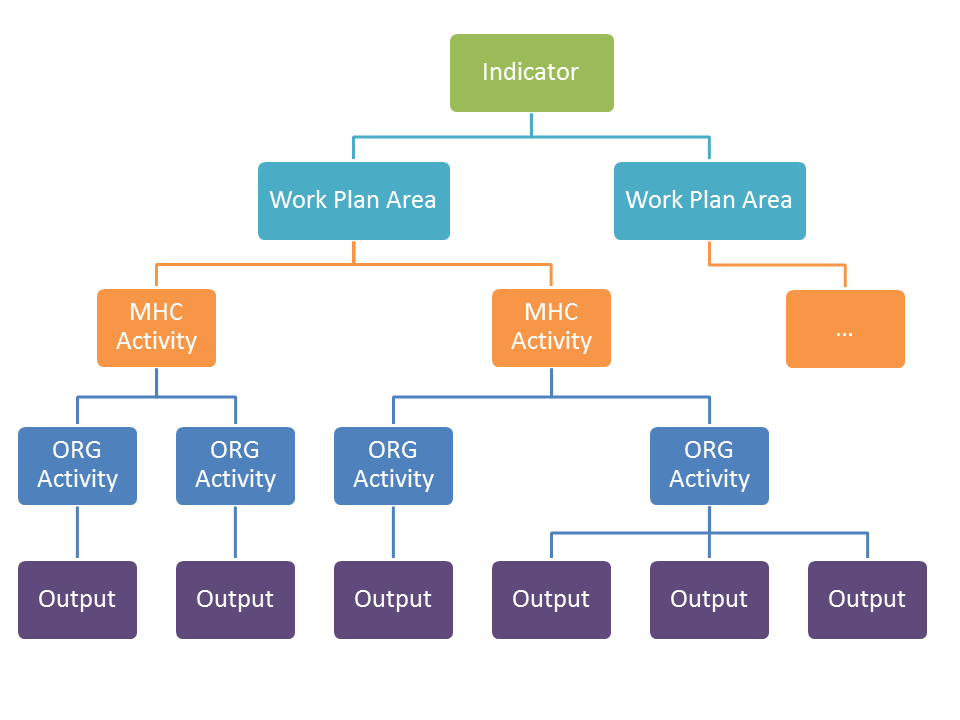 Indicator
Work Plan Area
Work Plan Area
MHC
Activity
MHC
Activity
...
ORG
Activity
ORG
Activity
ORG
Activity
ORG
Activity
Output
Output
Output
Output
Output
Output